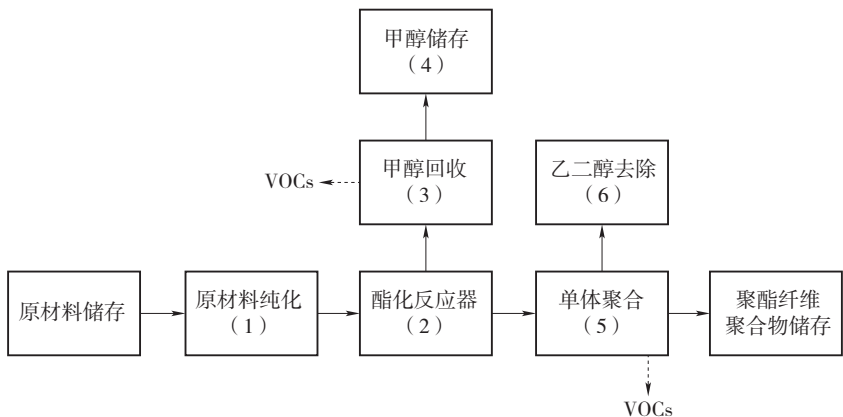 甲醇储存
（4）
VOCs
甲醇回收
（3）
乙二醇去除
（6）
原材料储存
原材料纯化
（1）
酯化反应器
（2）
单体聚合
（5）
聚酯纤维
聚合物储存
VOCs